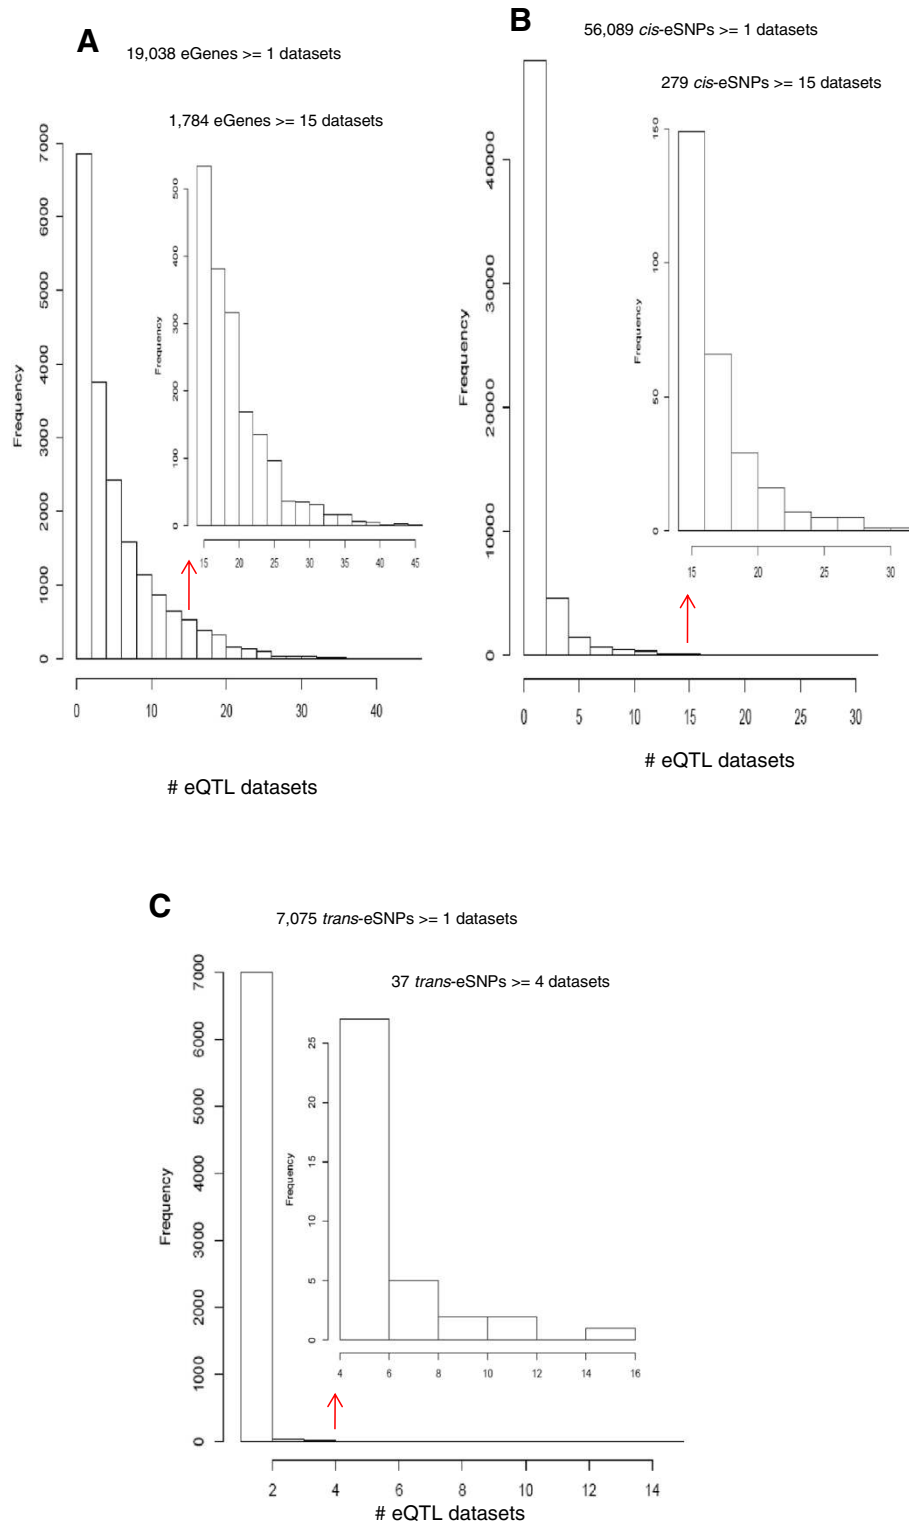 A
19,038 eGenes >= 1 datasets
1,784 eGenes >= 15 datasets
Frequency
7000
6000
5000
4000
3000
2000
1000
0
Frequency
500
400
300
200
100
0
15 20 25 30 35 40 45
0 10 20 30 40
# eQTL datasets
B
56,089 cis-eSNPs >= 1 datasets
279 cis-eSNPs >= 15 datasets
Frequency
40000
30000
20000
10000
0
Frequency
150
100
50
0
15 20 25 30
0 5 10 15 20 25 30
# eQTL datasets
C
7,075 trans-eSNPs >= 1 datasets
37 trans-eSNPs >= 4 datasets
Frequency
7000
6000
5000
4000
3000
2000
1000
0
Frequency
25
20
15
10
5
0
4 6 8 10 12 14 16
2 4 6 8 10 12 14
# eQTL datasets